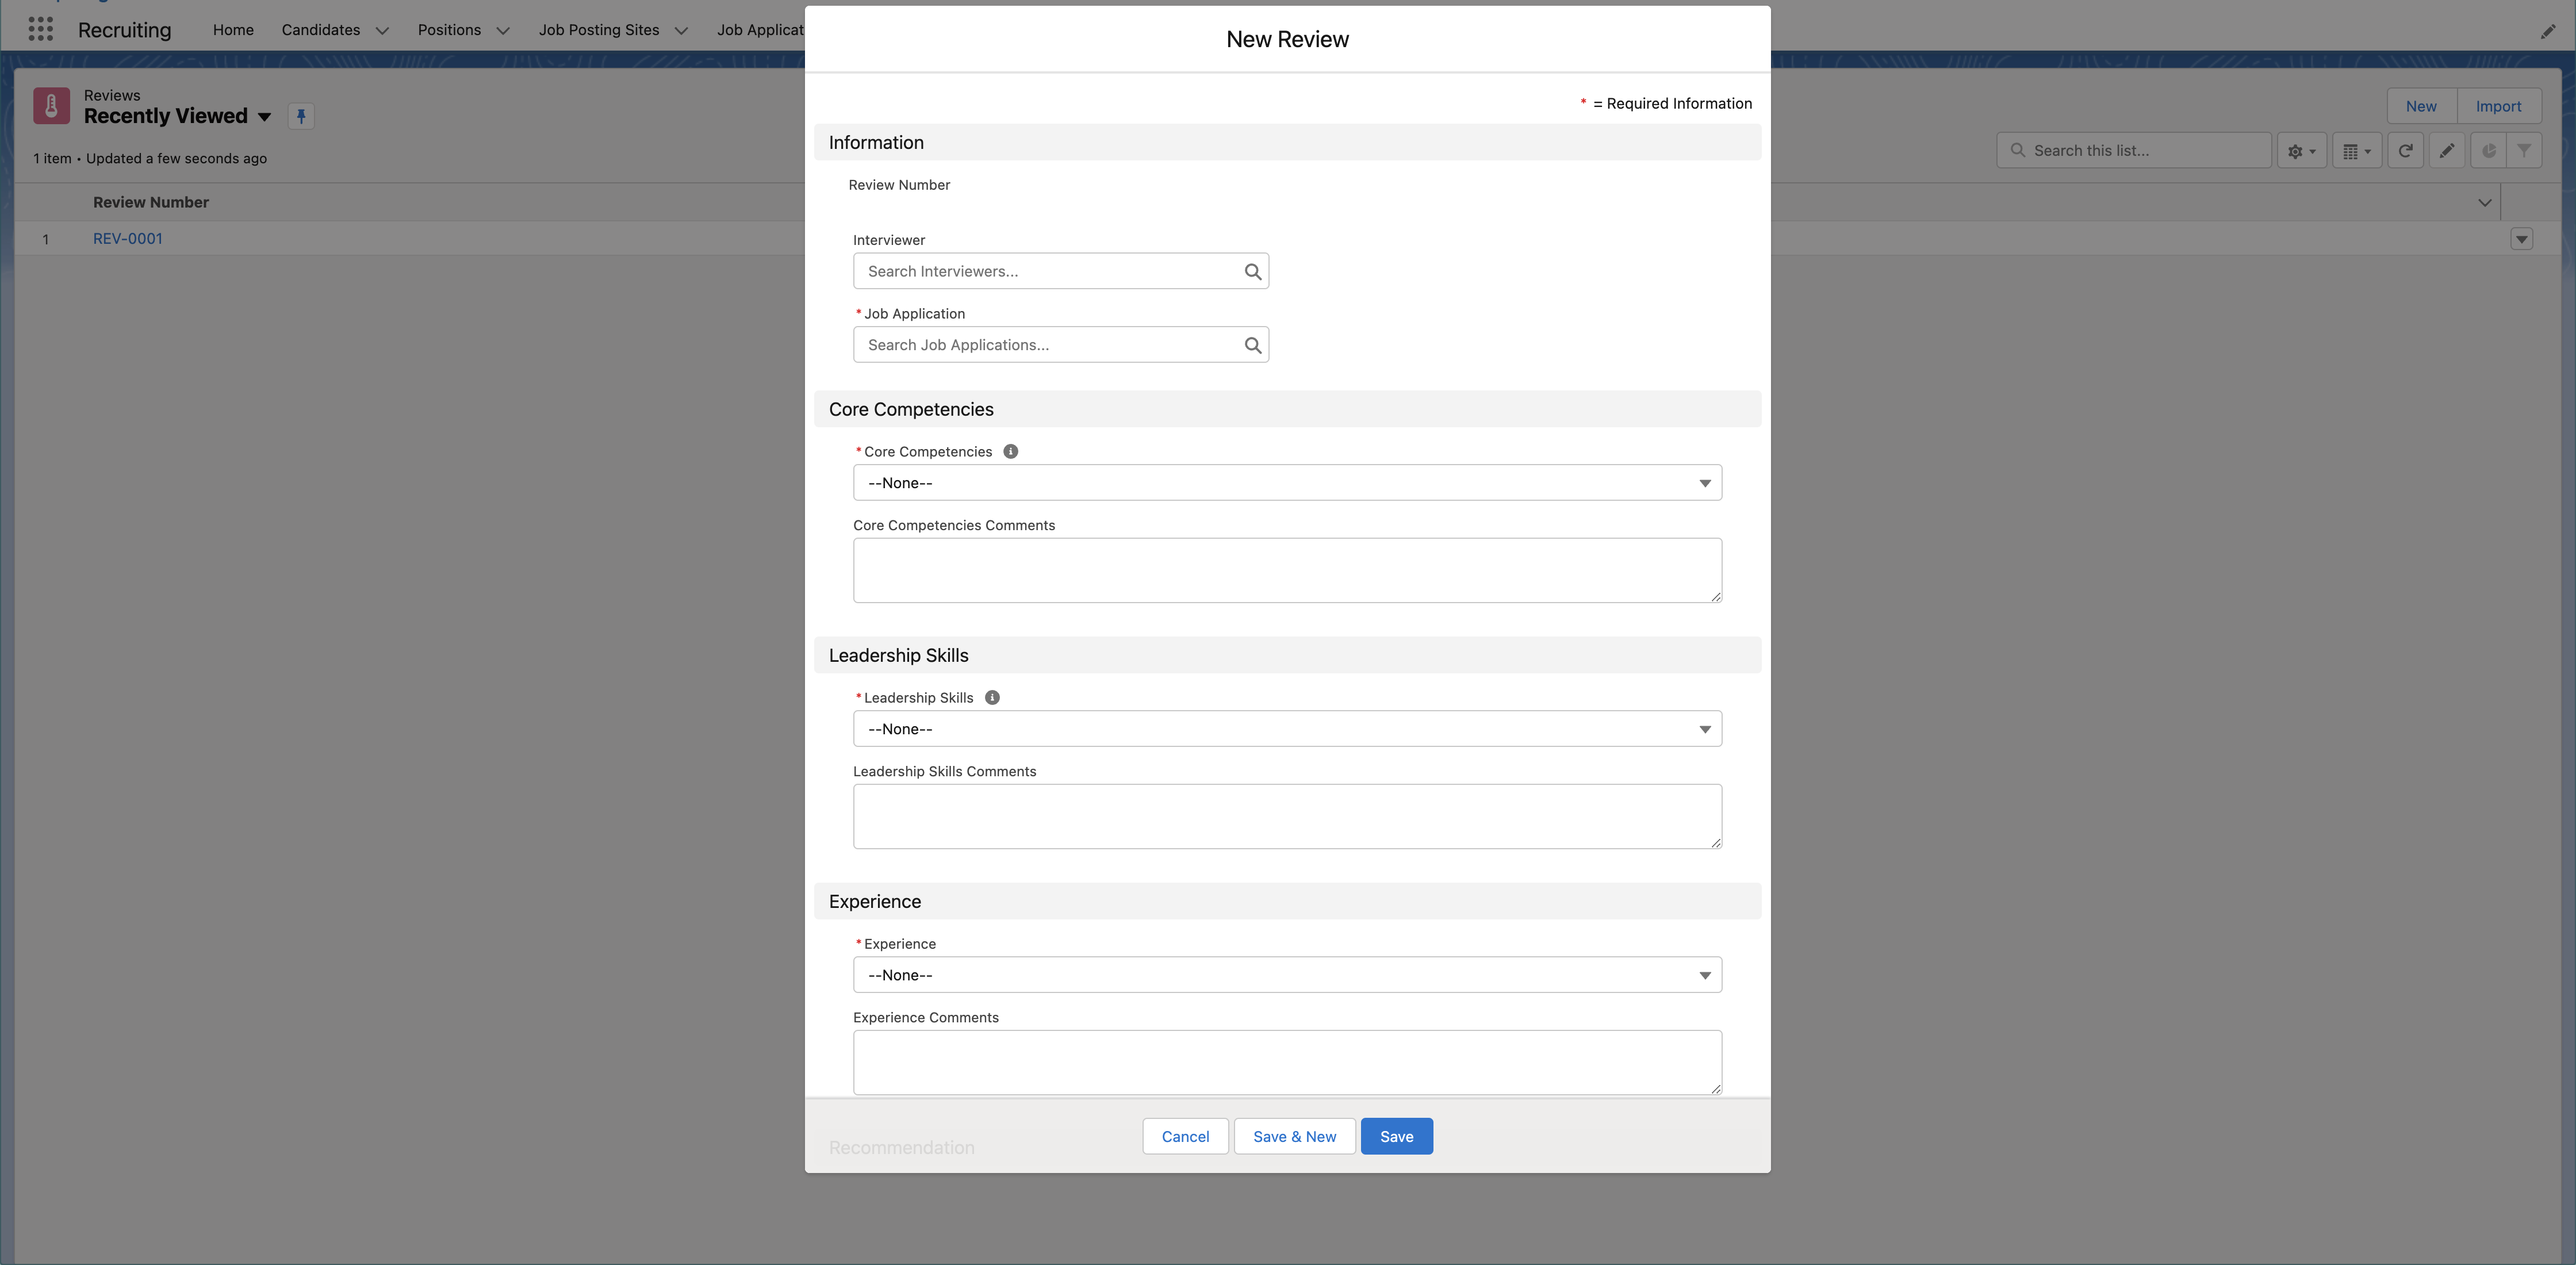 Recruiting
Home
Candidates
Positions
Job Posting Sites
Job Applicat
Reviews
Recently Viewed
1 item • Updated a few seconds ago
New
Import
Search this list...
Review Number
1
REV-0001
New Review
* = Required Information
Information
Review Number
Interviewer
Search Interviewers...
*Job Application
Search Job Applications...
Core Competencies
*Core Competencies
--None--
Core Competencies Comments
Leadership Skills
*Leadership Skills
--None--
Leadership Skills Comments
Experience
*Experience
--None--
Experience Comments
Recommendation
Cancel
Save & New
Save